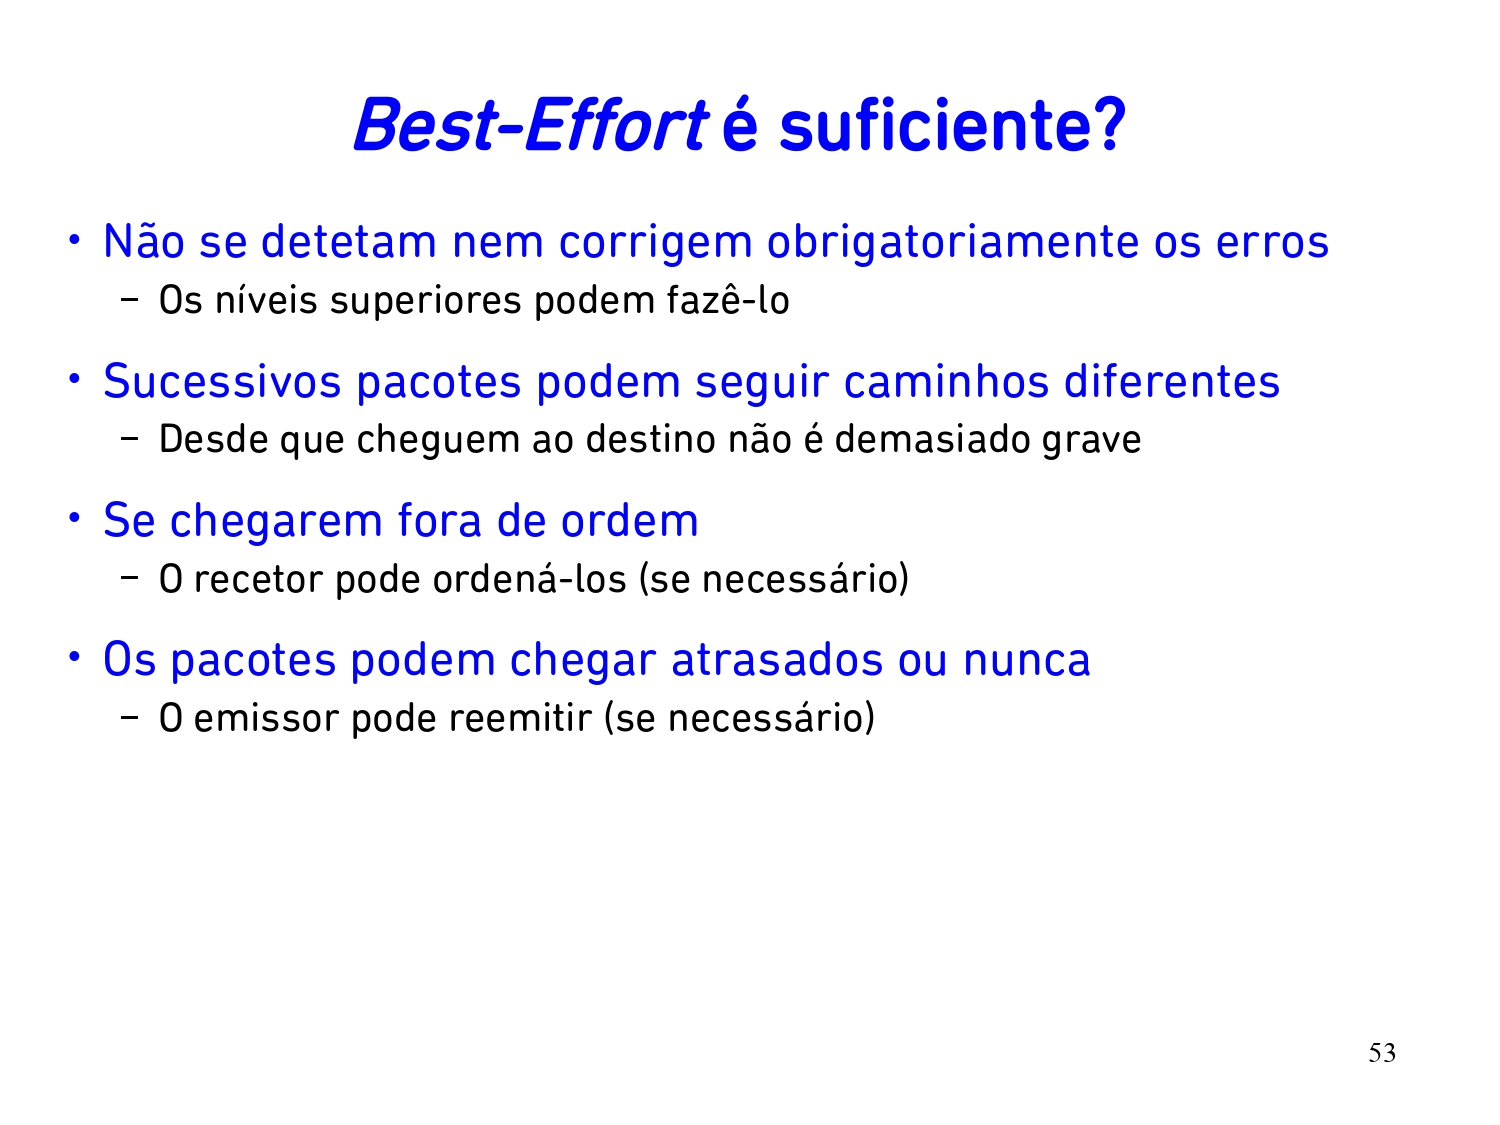 Best-Effort é suficiente?
• Não se detetam nem corrigem obrigatoriamente os erros
– Os níveis superiores podem fazê-lo
• Sucessivos pacotes podem seguir caminhos diferentes
– Desde que cheguem ao destino não é demasiado grave
• Se chegarem fora de ordem
– O recetor pode ordená-los (se necessário)
• Os pacotes podem chegar atrasados ou nunca
– O emissor pode reemitir (se necessário)
53